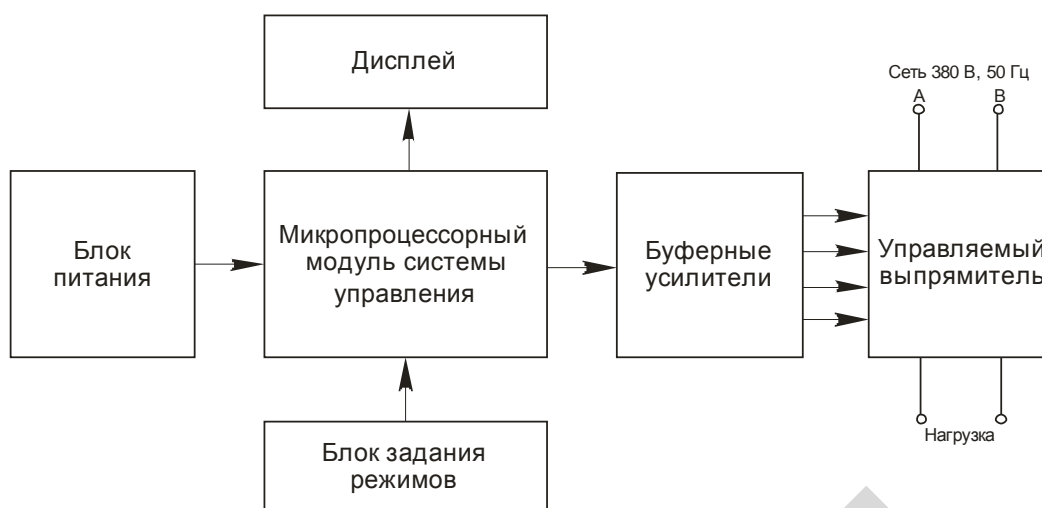 Дисплей
Сеть 380 В, 50 Гц
А В
Блок
питания
Микропроцессорный
модуль системы
управления
Буферные
усилители
Управляемый
выпрямитель
Нагрузка
Блок задания
режимов